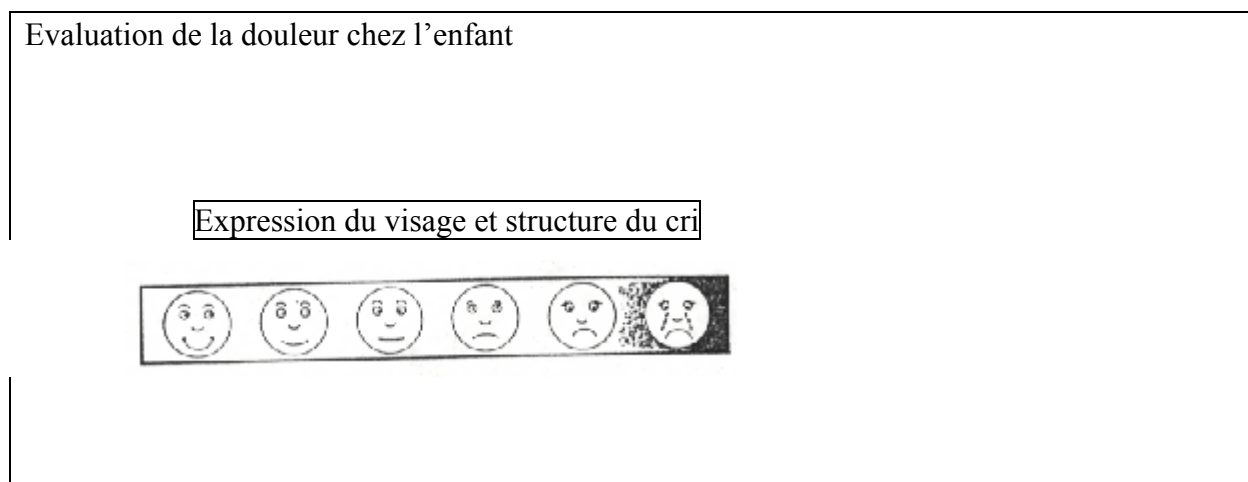 Evaluation de la douleur chez l’enfant
Expression du visage et structure du cri